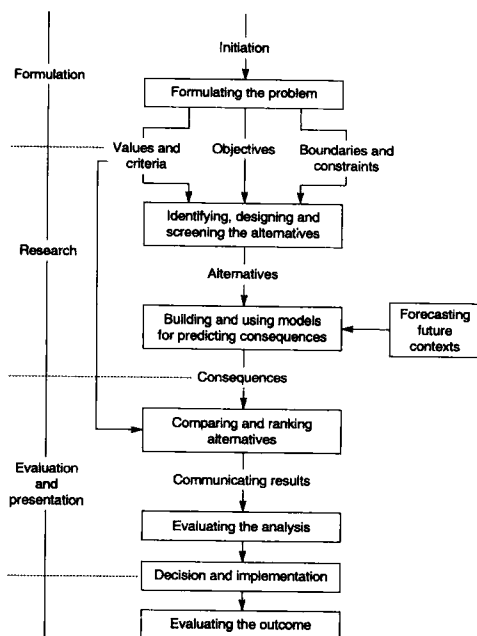 Initiation
Formulation
Formulating the problem
Values and
criteria
Objectives
Boundaries and
constraints
Identifying, designing and
screening the alternatives
Research
Alternatives
Building and using models
for predicting consequences
Forecasting
future
contexts
Consequences
Comparing and ranking
alternatives
Evaluation
and
presentation
Communicating results
Evaluating the analysis
Decision and implementation
Evaluating the outcome